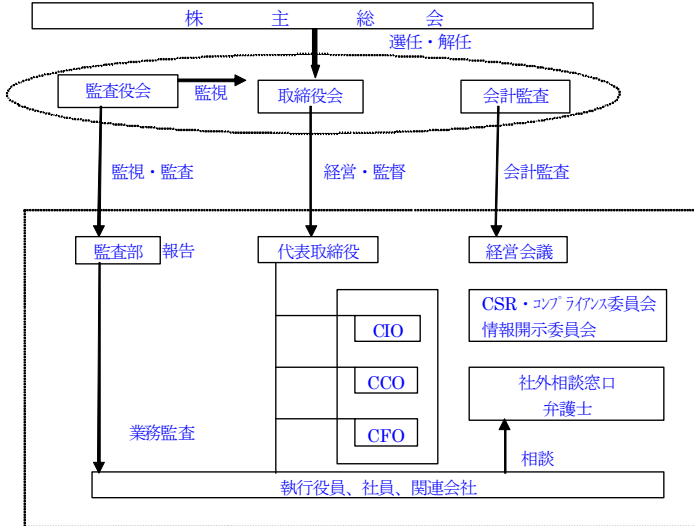 株主総会
選任・解任
監査役会
監視
取締役会
会計監査
監視・監査
経営・監督
会計監査
監査部
報告
代表取締役
経営会議
CSR・ｺﾝﾌﾟﾗｲｱﾝｽ委員会
情報開示委員会
CIO
CCO
CFO
社外相談窓口
弁護士
業務監査
相談
執行役員、社員、関連会社